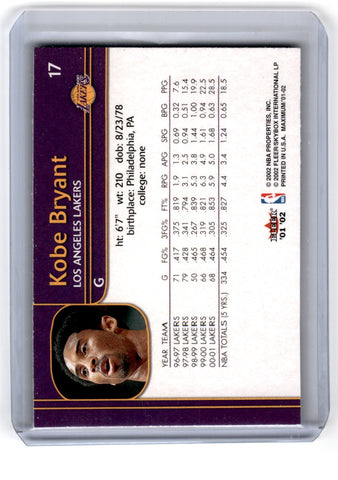 17
LAKERS
Kobe Bryant
LOS ANGELES LAKERS
G
ht: 6'7" wt: 210 dob: 8/23/78
birthplace: Philadelphia, PA
college: none
YEAR TEAM G FG% 3FG% FT% RPG APG SPG BPG PPG
96-97 LAKERS 71 .417 .375 .819 1.9 1.3 0.69 0.32 7.6
97-98 LAKERS 79 .428 .341 .794 3.1 2.5 0.94 0.51 15.4
98-99 LAKERS 50 .465 .267 .839 5.3 3.8 1.44 1.00 19.9
99-00 LAKERS 66 .468 .319 .821 6.3 4.9 1.61 0.94 22.5
00-01 LAKERS 68 .464 .305 .853 5.9 5.0 1.68 0.63 28.5
NBA TOTALS (5 YRS.) 334 .454 .325 .827 4.4 3.4 1.24 0.65 18.5
FLEER
'01 '02
© 2002 NBA PROPERTIES, INC.
© 2002 FLEER/SKYBOX INTERNATIONAL LP
PRINTED IN U.S.A. MAXIMUM/'01-02